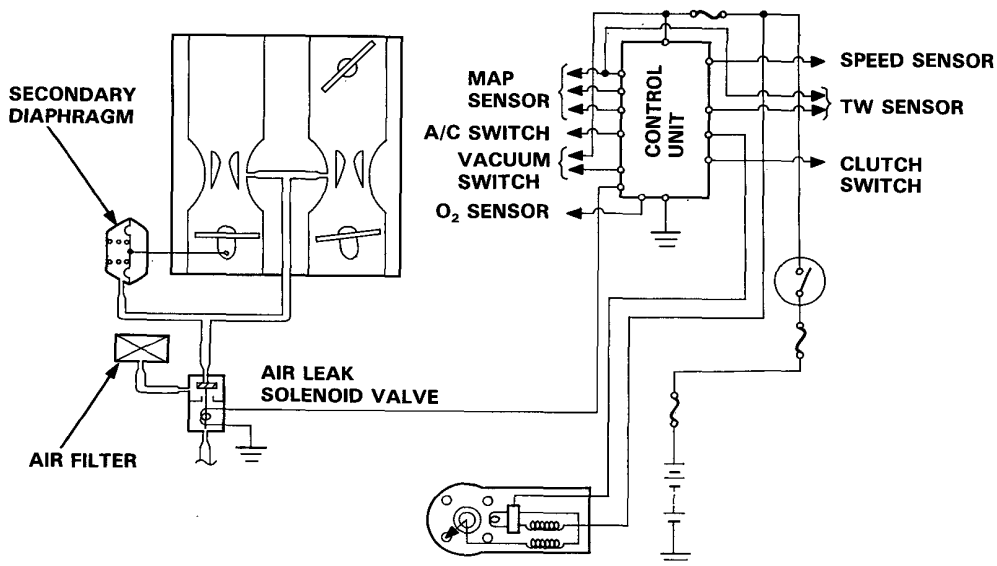 SECONDARY
DIAPHRAGM
MAP
SENSOR
A/C SWITCH
VACUUM
SWITCH
O₂ SENSOR
CONTROL
UNIT
SPEED SENSOR
TW SENSOR
CLUTCH
SWITCH
AIR LEAK
SOLENOID VALVE
AIR FILTER